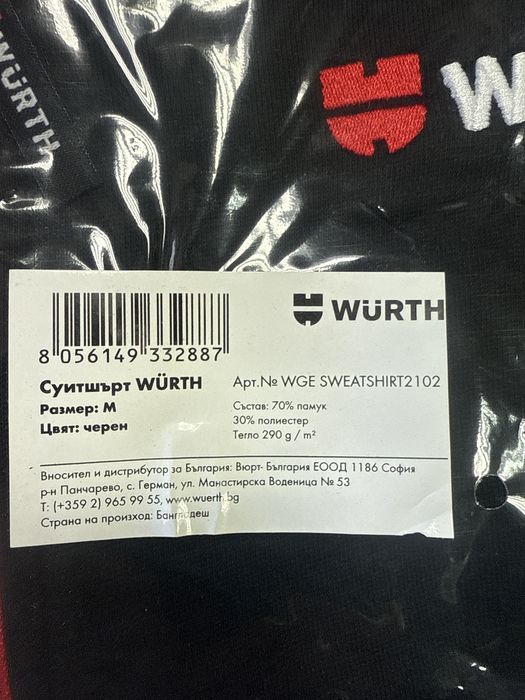 WÜRTH
W
WÜRTH
8 056149 332887
Суитшърт WÜRTH
Арт.№ WGE SWEATSHIRT2102
Размер: M
Цвят: черен
Състав: 70% памук
30% полиестер
Тегло 290 g / m²
Вносител и дистрибутор за България: Вюрт- България ЕООД 1186 София
р-н Панчарево, с. Герман, ул. Манастирска Воденица № 53
Т: (+359 2) 965 99 55, www.wuerth.bg
Страна на произход: Бангладеш